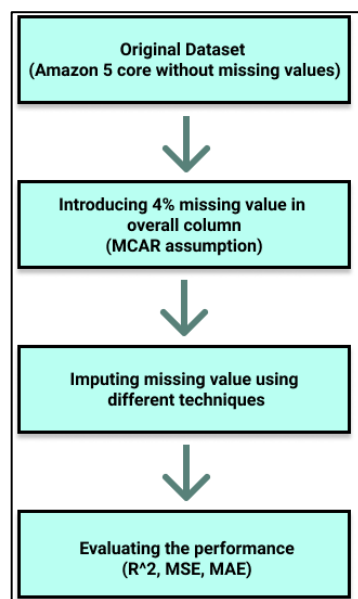 Original Dataset
(Amazon 5 core without missing values)
Introducing 4% missing value in
overall column
(MCAR assumption)
Imputing missing value using
different techniques
Evaluating the performance
(R^2, MSE, MAE)